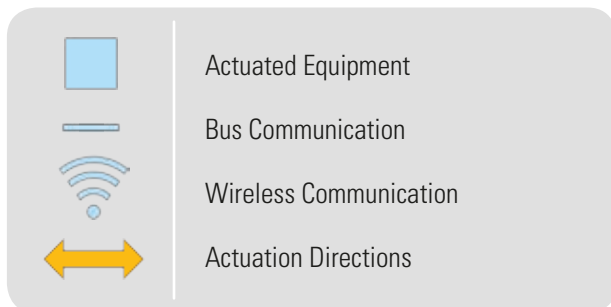 Actuated Equipment
Bus Communication
Wireless Communication
Actuation Directions